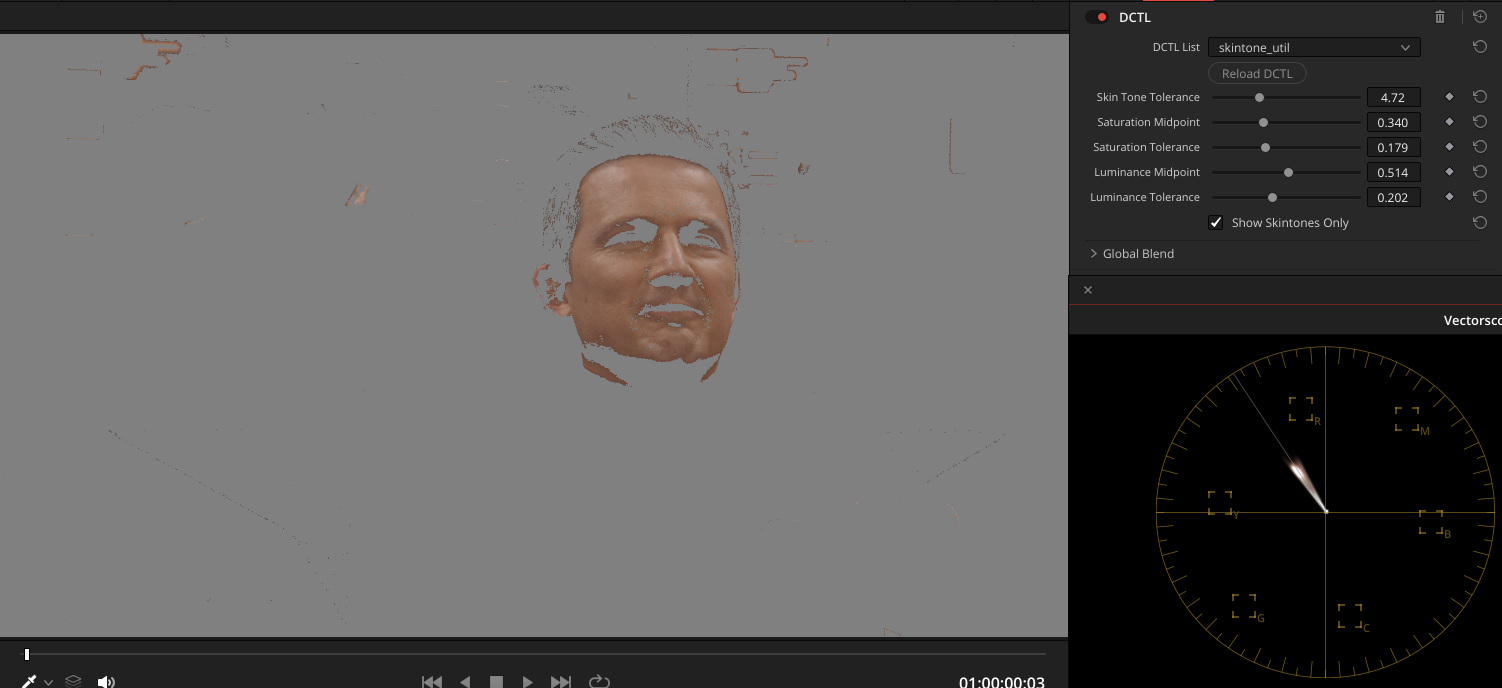 DCTL
DCTL List skintone_util
Reload DCTL
Skin Tone Tolerance 4.72
Saturation Midpoint 0.340
Saturation Tolerance 0.179
Luminance Midpoint 0.514
Luminance Tolerance 0.202
Show Skintones Only
Global Blend
Vectorsco
R
M
Y
B
G
C
01:00:00:03